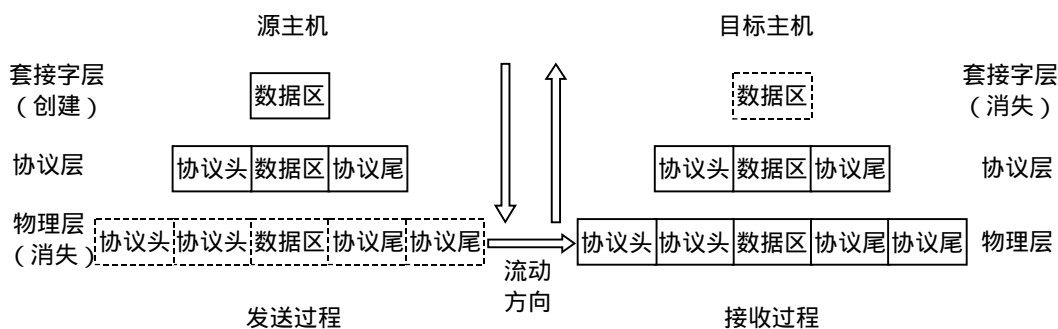 源主机
目标主机
套接字层
（创建）
数据区
数据区
套接字层
（消失）
协议层
协议头 数据区 协议尾
协议头 数据区 协议尾
协议层
物理层
（消失）
协议头 协议头 数据区 协议尾 协议尾
协议头 协议头 数据区 协议尾 协议尾
物理层
流动
方向
发送过程
接收过程